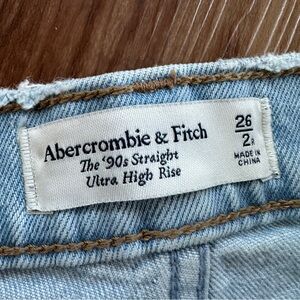 Abercrombie & Fitch
The '90s Straight
Ultra High Rise
26
2
MADE IN
CHINA